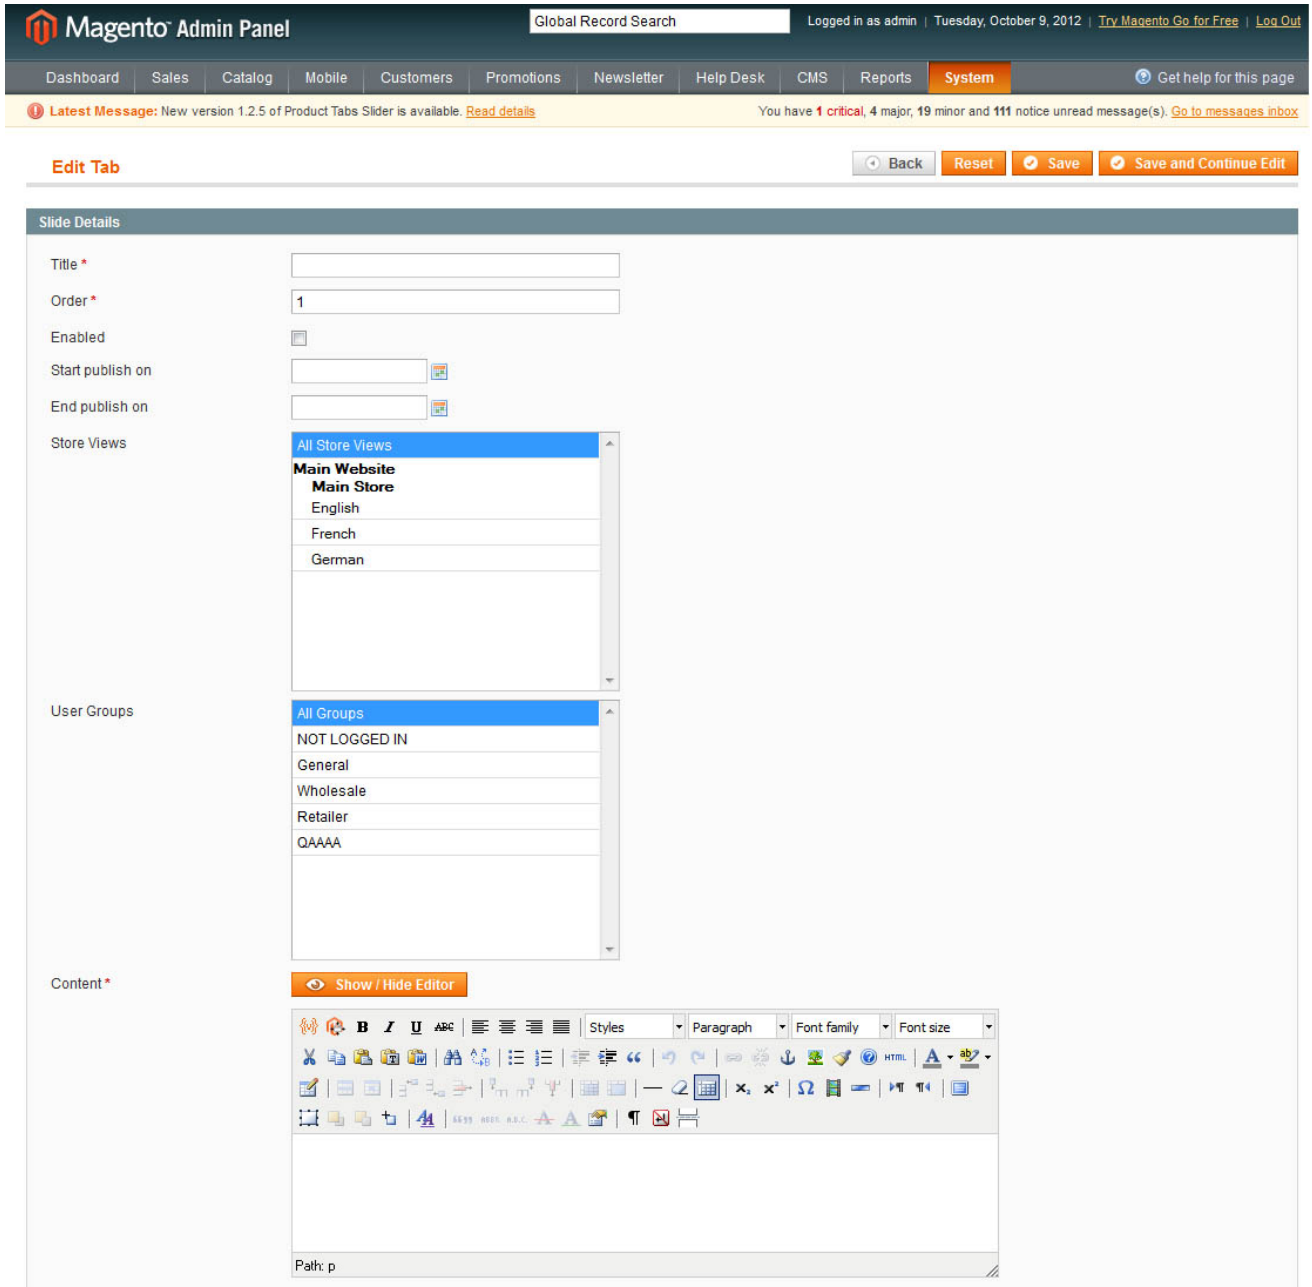 Magento Admin Panel
Global Record Search
Logged in as admin | Tuesday, October 9, 2012 | Try Magento Go for Free | Log Out
Dashboard Sales Catalog Mobile Customers Promotions Newsletter Help Desk CMS Reports System Get help for this page
Latest Message: New version 1.2.5 of Product Tabs Slider is available. Read details You have 1 critical, 4 major, 19 minor and 111 notice unread message(s). Go to messages inbox
Edit Tab Back Reset Save Save and Continue Edit
Slide Details
Title *
Order * 1
Enabled
Start publish on
End publish on
Store Views All Store Views
Main Website
Main Store
English
French
German
User Groups All Groups
NOT LOGGED IN
General
Wholesale
Retailer
QAAAA
Content * Show / Hide Editor
B I U ABC Styles Paragraph Font family Font size
HTML A ab
A A
Path: p